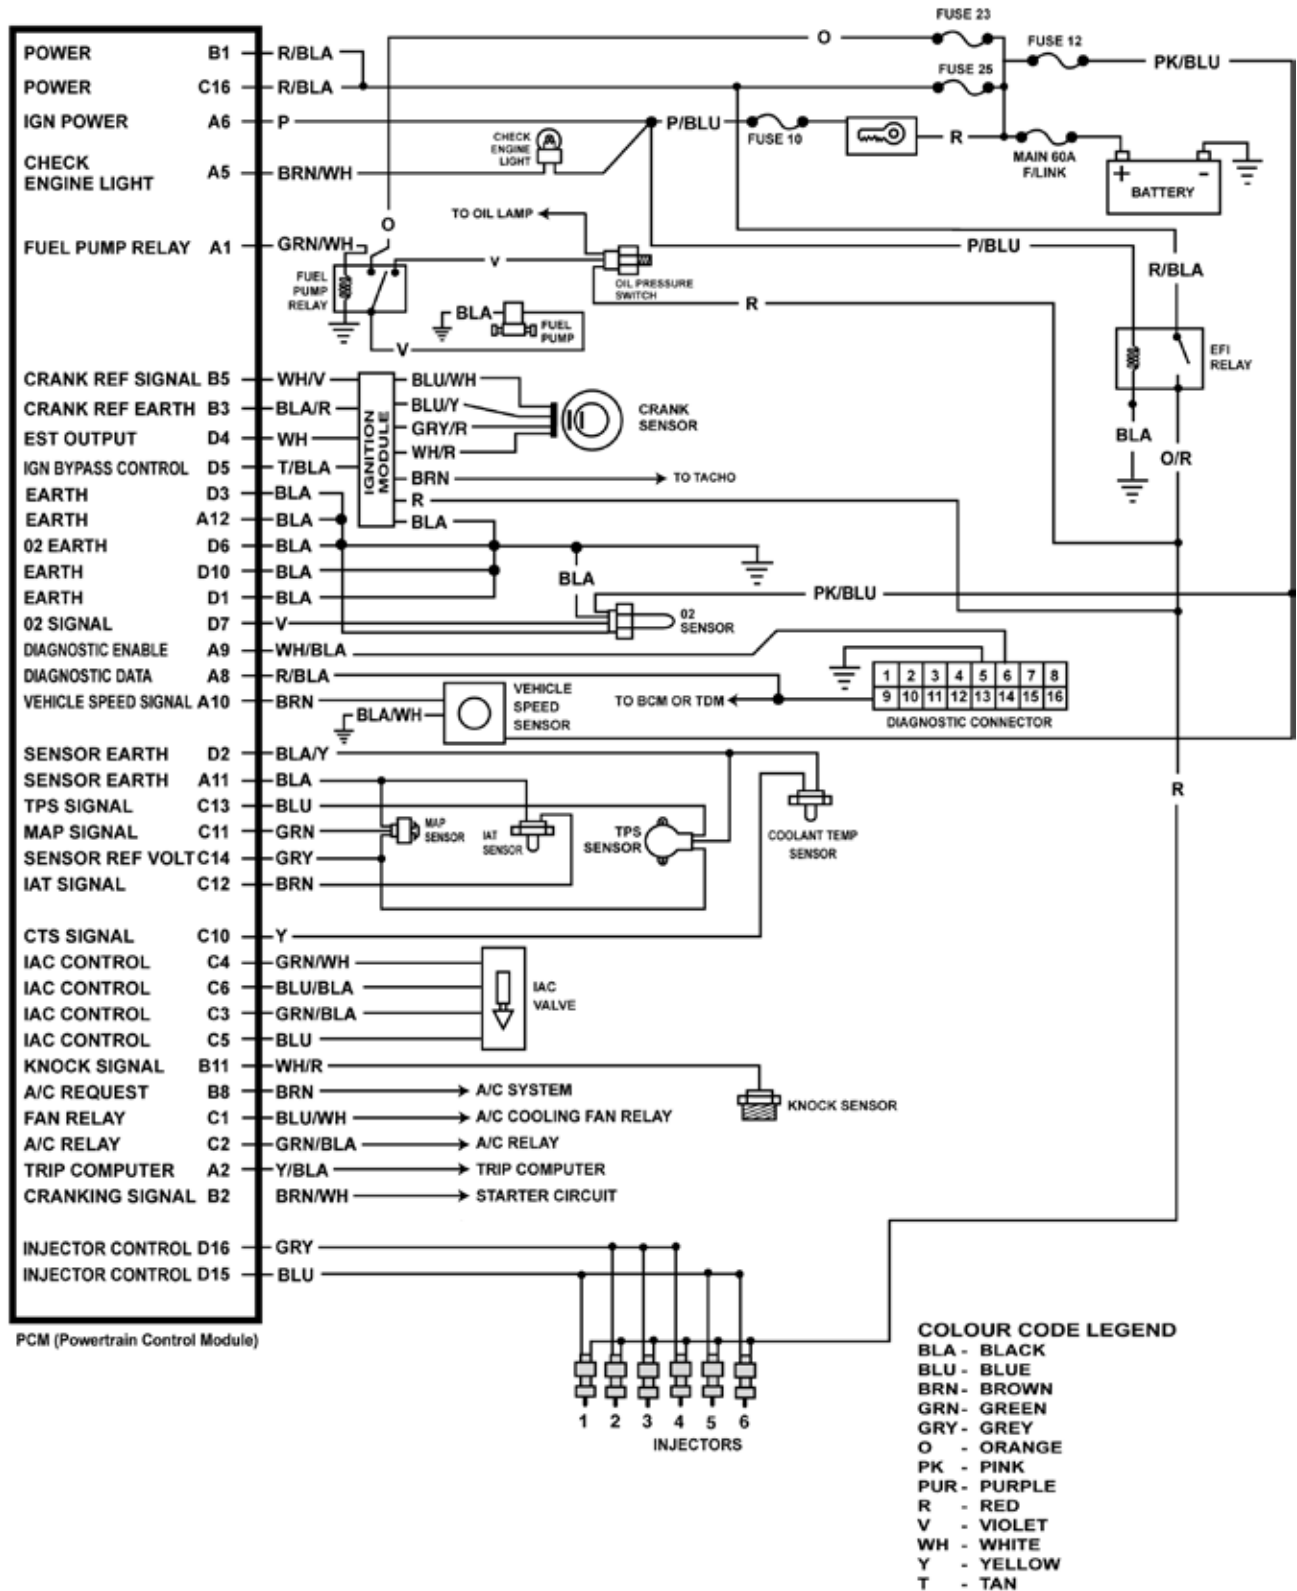 FUSE 23
O
FUSE 12
PK/BLU
FUSE 25
POWER B1 R/BLA
POWER C16 R/BLA
IGN POWER A6 P
P/BLU
FUSE 10
R
MAIN 60A
F/LINK
+ -
BATTERY
CHECK
ENGINE
LIGHT
CHECK
ENGINE LIGHT A5 BRN/WH
TO OIL LAMP
O
FUEL PUMP RELAY A1 GRN/WH
P/BLU
R/BLA
V
FUEL
PUMP
RELAY
OIL PRESSURE
SWITCH
R
BLA
FUEL
PUMP
V
EFI
RELAY
CRANK REF SIGNAL B5 WH/V
CRANK REF EARTH B3 BLA/R
EST OUTPUT D4 WH
IGN BYPASS CONTROL D5 T/BLA
IGNITION
MODULE
BLU/WH
BLU/Y
GRY/R
WH/R
BRN
R
BLA
CRANK
SENSOR
TO TACHO
BLA
O/R
EARTH D3 BLA
EARTH A12 BLA
02 EARTH D6 BLA
EARTH D10 BLA
EARTH D1 BLA
02 SIGNAL D7 V
BLA
PK/BLU
02
SENSOR
DIAGNOSTIC ENABLE A9 WH/BLA
DIAGNOSTIC DATA A8 R/BLA
VEHICLE SPEED SIGNAL A10 BRN
BLA/WH
VEHICLE
SPEED
SENSOR
TO BCM OR TDM
1 2 3 4 5 6 7 8
9 10 11 12 13 14 15 16
DIAGNOSTIC CONNECTOR
SENSOR EARTH D2 BLA/Y
SENSOR EARTH A11 BLA
TPS SIGNAL C13 BLU
MAP SIGNAL C11 GRN
SENSOR REF VOLT C14 GRY
IAT SIGNAL C12 BRN
MAP
SENSOR
IAT
SENSOR
TPS
SENSOR
COOLANT TEMP
SENSOR
R
CTS SIGNAL C10 Y
IAC CONTROL C4 GRN/WH
IAC CONTROL C6 BLU/BLA
IAC CONTROL C3 GRN/BLA
IAC CONTROL C5 BLU
IAC
VALVE
KNOCK SIGNAL B11 WH/R
KNOCK SENSOR
A/C REQUEST B8 BRN A/C SYSTEM
FAN RELAY C1 BLU/WH A/C COOLING FAN RELAY
A/C RELAY C2 GRN/BLA A/C RELAY
TRIP COMPUTER A2 Y/BLA TRIP COMPUTER
CRANKING SIGNAL B2 BRN/WH STARTER CIRCUIT
INJECTOR CONTROL D16 GRY
INJECTOR CONTROL D15 BLU
PCM (Powertrain Control Module)
1 2 3 4 5 6
INJECTORS
COLOUR CODE LEGEND
BLA - BLACK
BLU - BLUE
BRN - BROWN
GRN - GREEN
GRY - GREY
O - ORANGE
PK - PINK
PUR - PURPLE
R - RED
V - VIOLET
WH - WHITE
Y - YELLOW
T - TAN